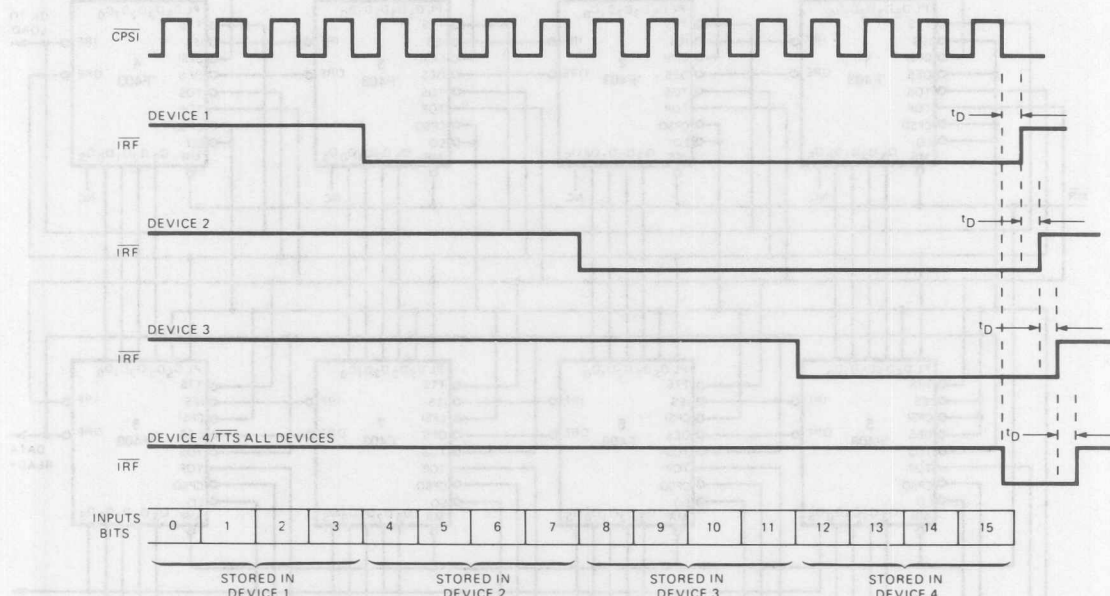 CPSI
DEVICE 1
IRF
tD
DEVICE 2
IRF
tD
DEVICE 3
IRF
tD
DEVICE 4/TTS ALL DEVICES
IRF
tD
INPUTS
BITS
0 1 2 3 4 5 6 7 8 9 10 11 12 13 14 15
STORED IN
DEVICE 1
STORED IN
DEVICE 2
STORED IN
DEVICE 3
STORED IN
DEVICE 4